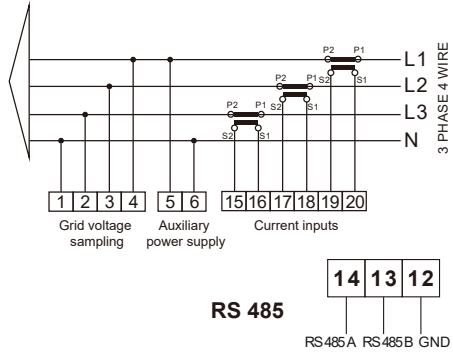 P2 P1
L1
P2 P1 S2 S1
L2
P2 P1 S2 S1
L3
S2 S1
N
3 PHASE 4 WIRE
1 2 3 4 5 6 15 16 17 18 19 20
Grid voltage
sampling
Auxiliary
power supply
Current inputs
14 13 12
RS 485
RS485A RS485B GND